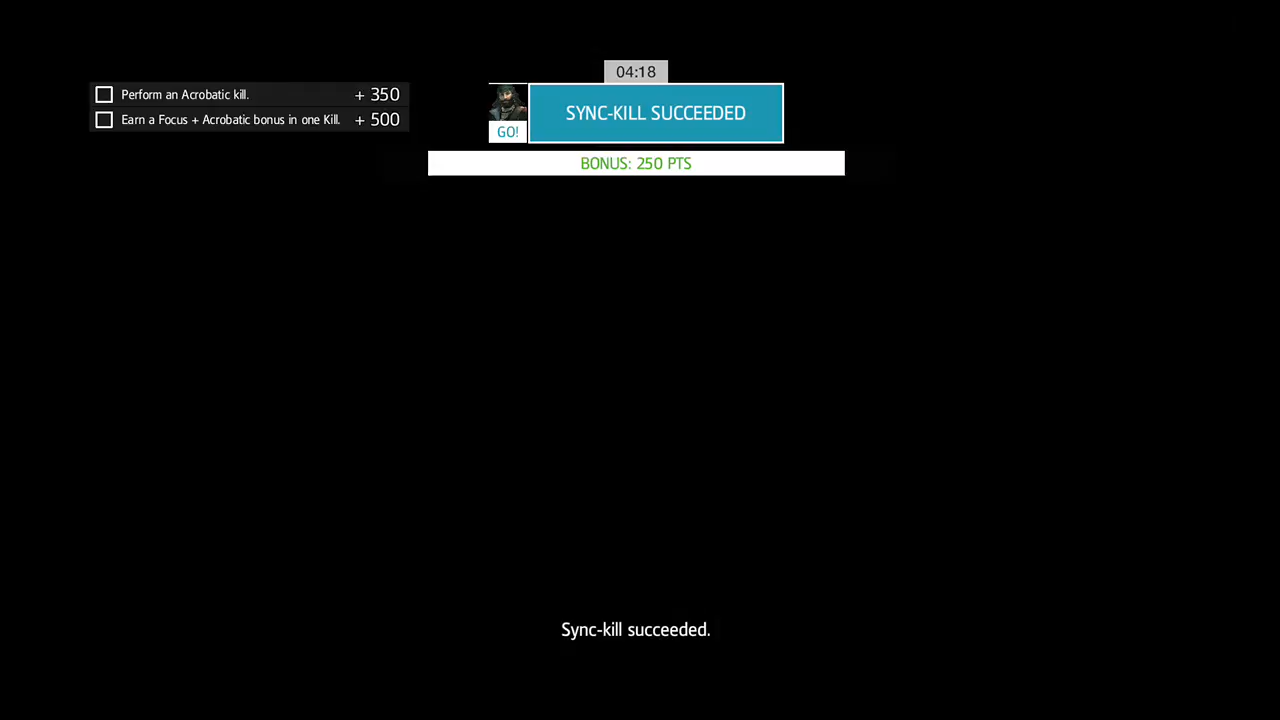 04:18
Perform an Acrobatic kill. + 350
Earn a Focus + Acrobatic bonus in one Kill. + 500
GO!
SYNC-KILL SUCCEEDED
BONUS: 250 PTS
Sync-kill succeeded.